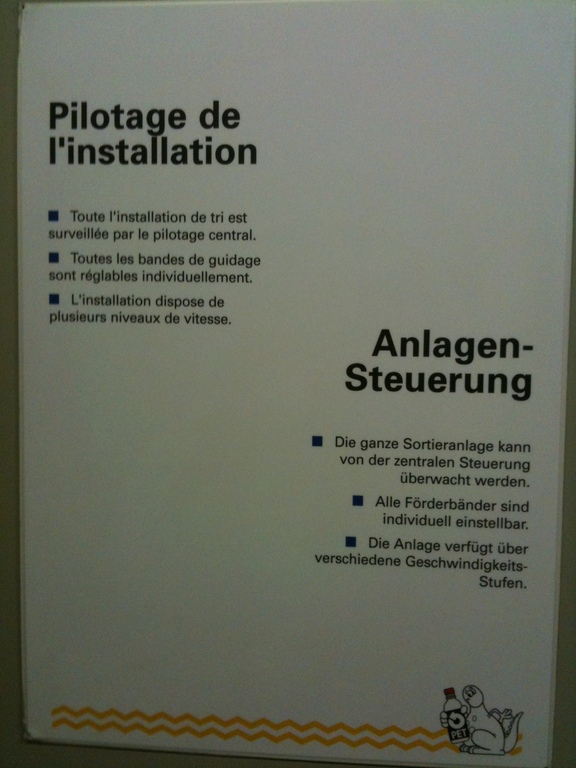 Pilotage de
l'installation
■ Toute l'installation de tri est
surveillée par le pilotage central.
■ Toutes les bandes de guidage
sont réglables individuellement.
■ L'installation dispose de
plusieurs niveaux de vitesse.
Anlagen-
Steuerung
■ Die ganze Sortieranlage kann
von der zentralen Steuerung
überwacht werden.
■ Alle Förderbänder sind
individuell einstellbar.
■ Die Anlage verfügt über
verschiedene Geschwindigkeits-
Stufen.
PET